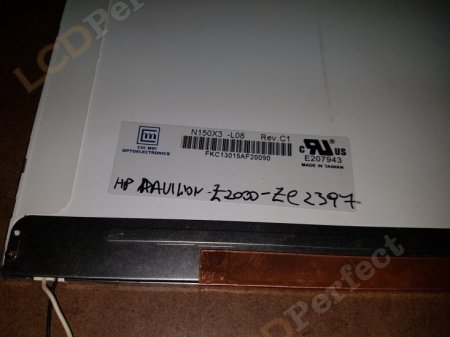 LCDPerfect
CHI MEI
OPTOELECTRONICS
N150X3 -L08 Rev.C1
FKC13015AF20090
c RU US
E207943
MADE IN TAIWAN
HP PAVILION-Z2000-ZE2397
LCDPerfect